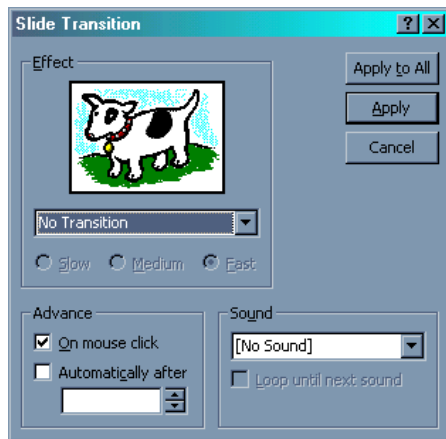 Slide Transition
Effect
Apply to All
Apply
Cancel
No Transition
Slow Medium Fast
Advance
On mouse click
Automatically after
Sound
[No Sound]
Loop until next sound